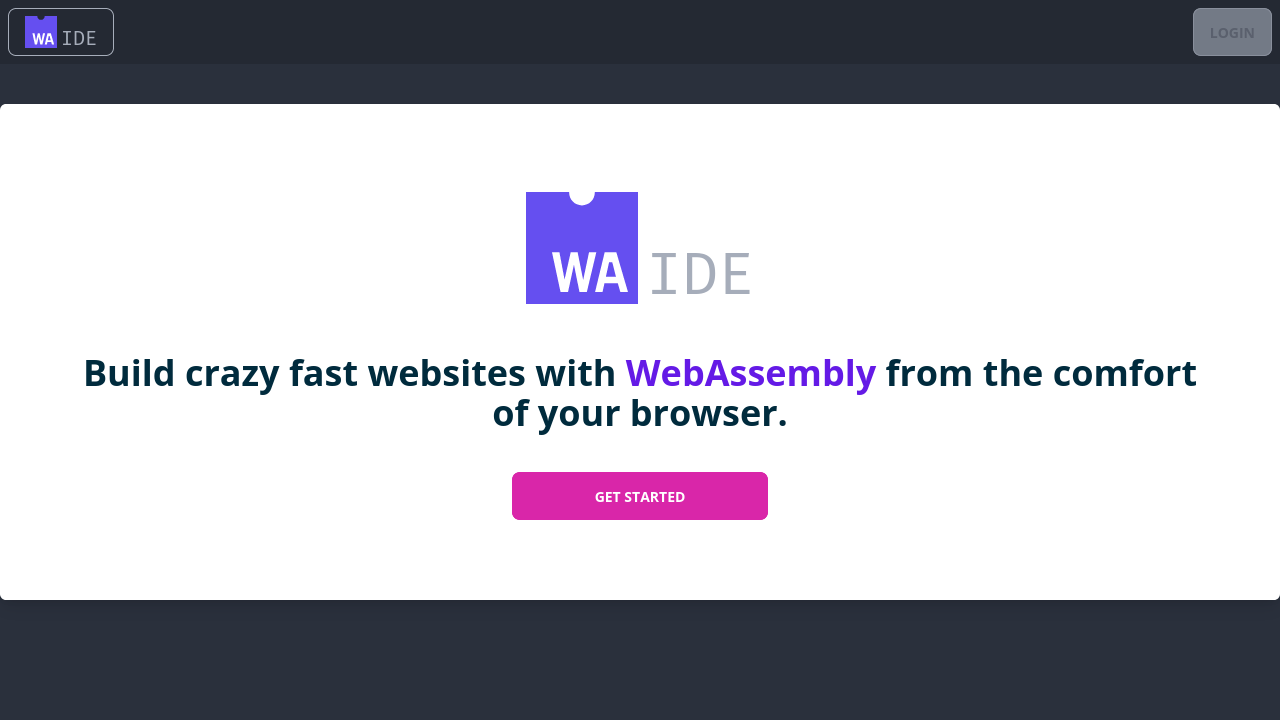 WA IDE
LOGIN
WA IDE
Build crazy fast websites with WebAssembly from the comfort
of your browser.
GET STARTED